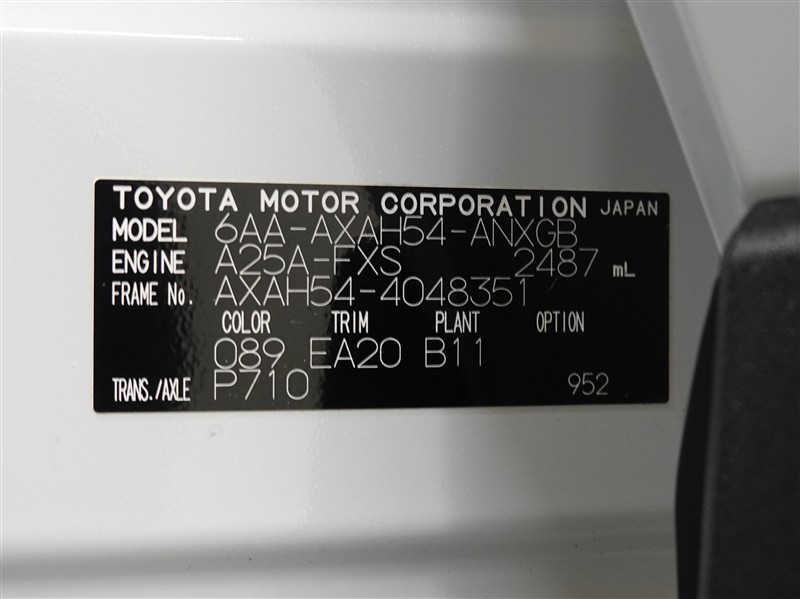 TOYOTA MOTOR CORPORATION JAPAN
MODEL 6AA-AXAH54-ANXGB
ENGINE A25A-FXS 2487 mL
FRAME No. AXAH54-4048351
COLOR TRIM PLANT OPTION
089 EA20 B11
TRANS./AXLE P710 952